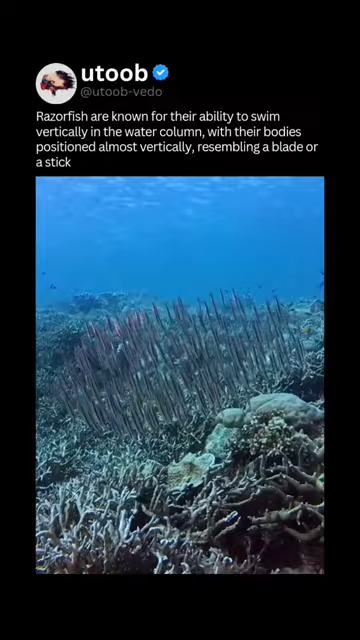 utoob
@utoob-vedo
Razorfish are known for their ability to swim
vertically in the water column, with their bodies
positioned almost vertically, resembling a blade or
a stick